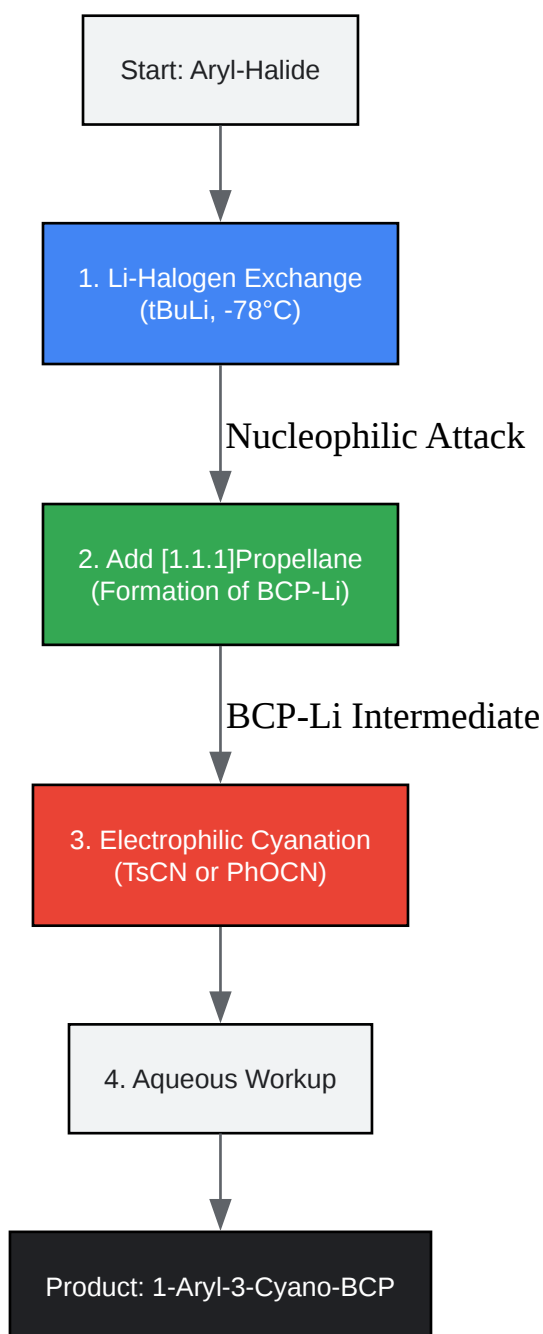 Start: Aryl-Halide
1. Li-Halogen Exchange
(tBuLi, -78°C)
Nucleophilic Attack
2. Add [1.1.1]Propellane
(Formation of BCP-Li)
BCP-Li Intermediate
3. Electrophilic Cyanation
(TsCN or PhOCN)
4. Aqueous Workup
Product: 1-Aryl-3-Cyano-BCP